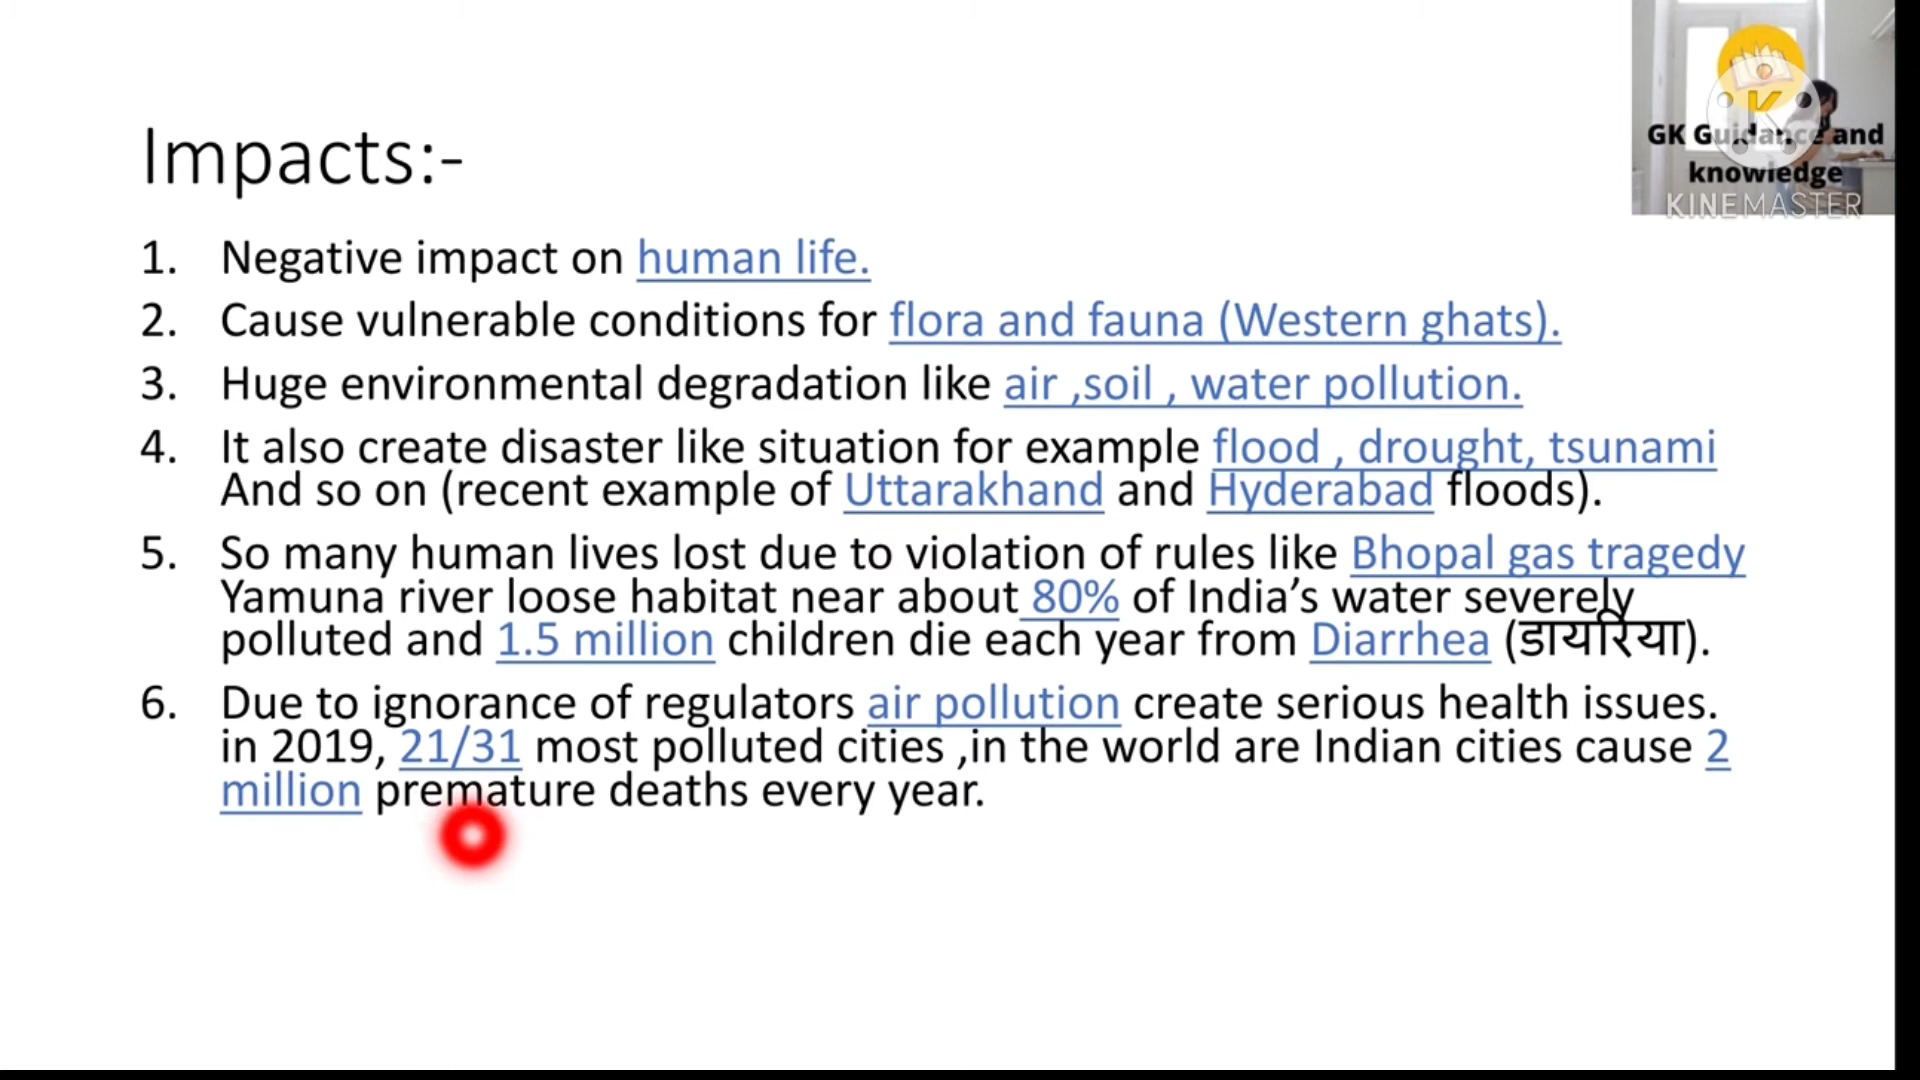 GK Guidance and
knowledge
KINEMASTER
Impacts:-
1. Negative impact on human life.
2. Cause vulnerable conditions for flora and fauna (Western ghats).
3. Huge environmental degradation like air ,soil , water pollution.
4. It also create disaster like situation for example flood , drought, tsunami
And so on (recent example of Uttarakhand and Hyderabad floods).
5. So many human lives lost due to violation of rules like Bhopal gas tragedy
Yamuna river loose habitat near about 80% of India’s water severely
polluted and 1.5 million children die each year from Diarrhea (डायरिया).
6. Due to ignorance of regulators air pollution create serious health issues.
in 2019, 21/31 most polluted cities ,in the world are Indian cities cause 2
million premature deaths every year.